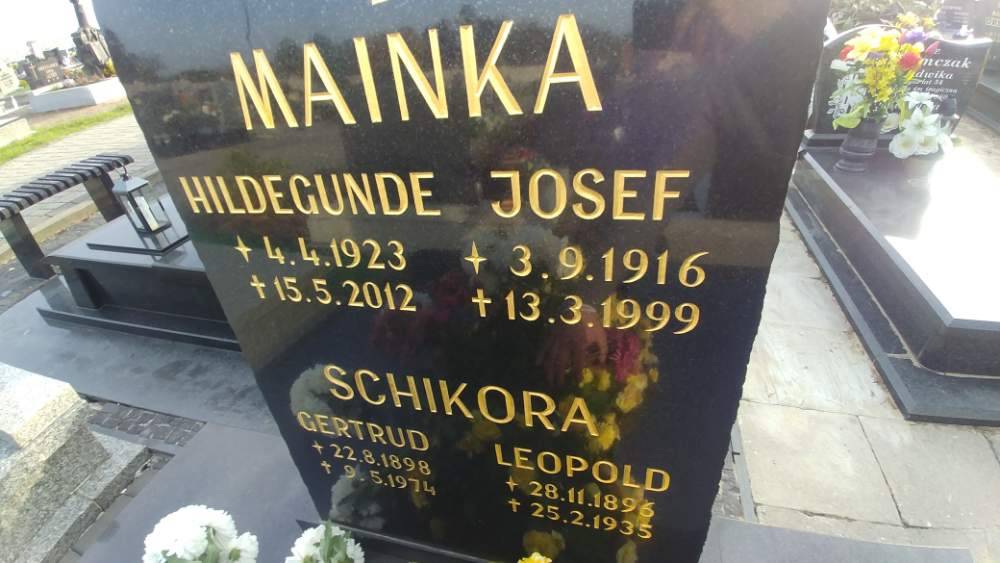 MAINKA
HILDEGUNDE JOSEF
✦ 4.4.1923 ✦ 3.9.1916
✝ 15.5.2012 ✝ 13.3.1999
SCHIKORA
GERTRUD LEOPOLD
✦ 22.8.1898 ✦ 28.11.1896
✝ 9.5.1974 ✝ 25.2.1935